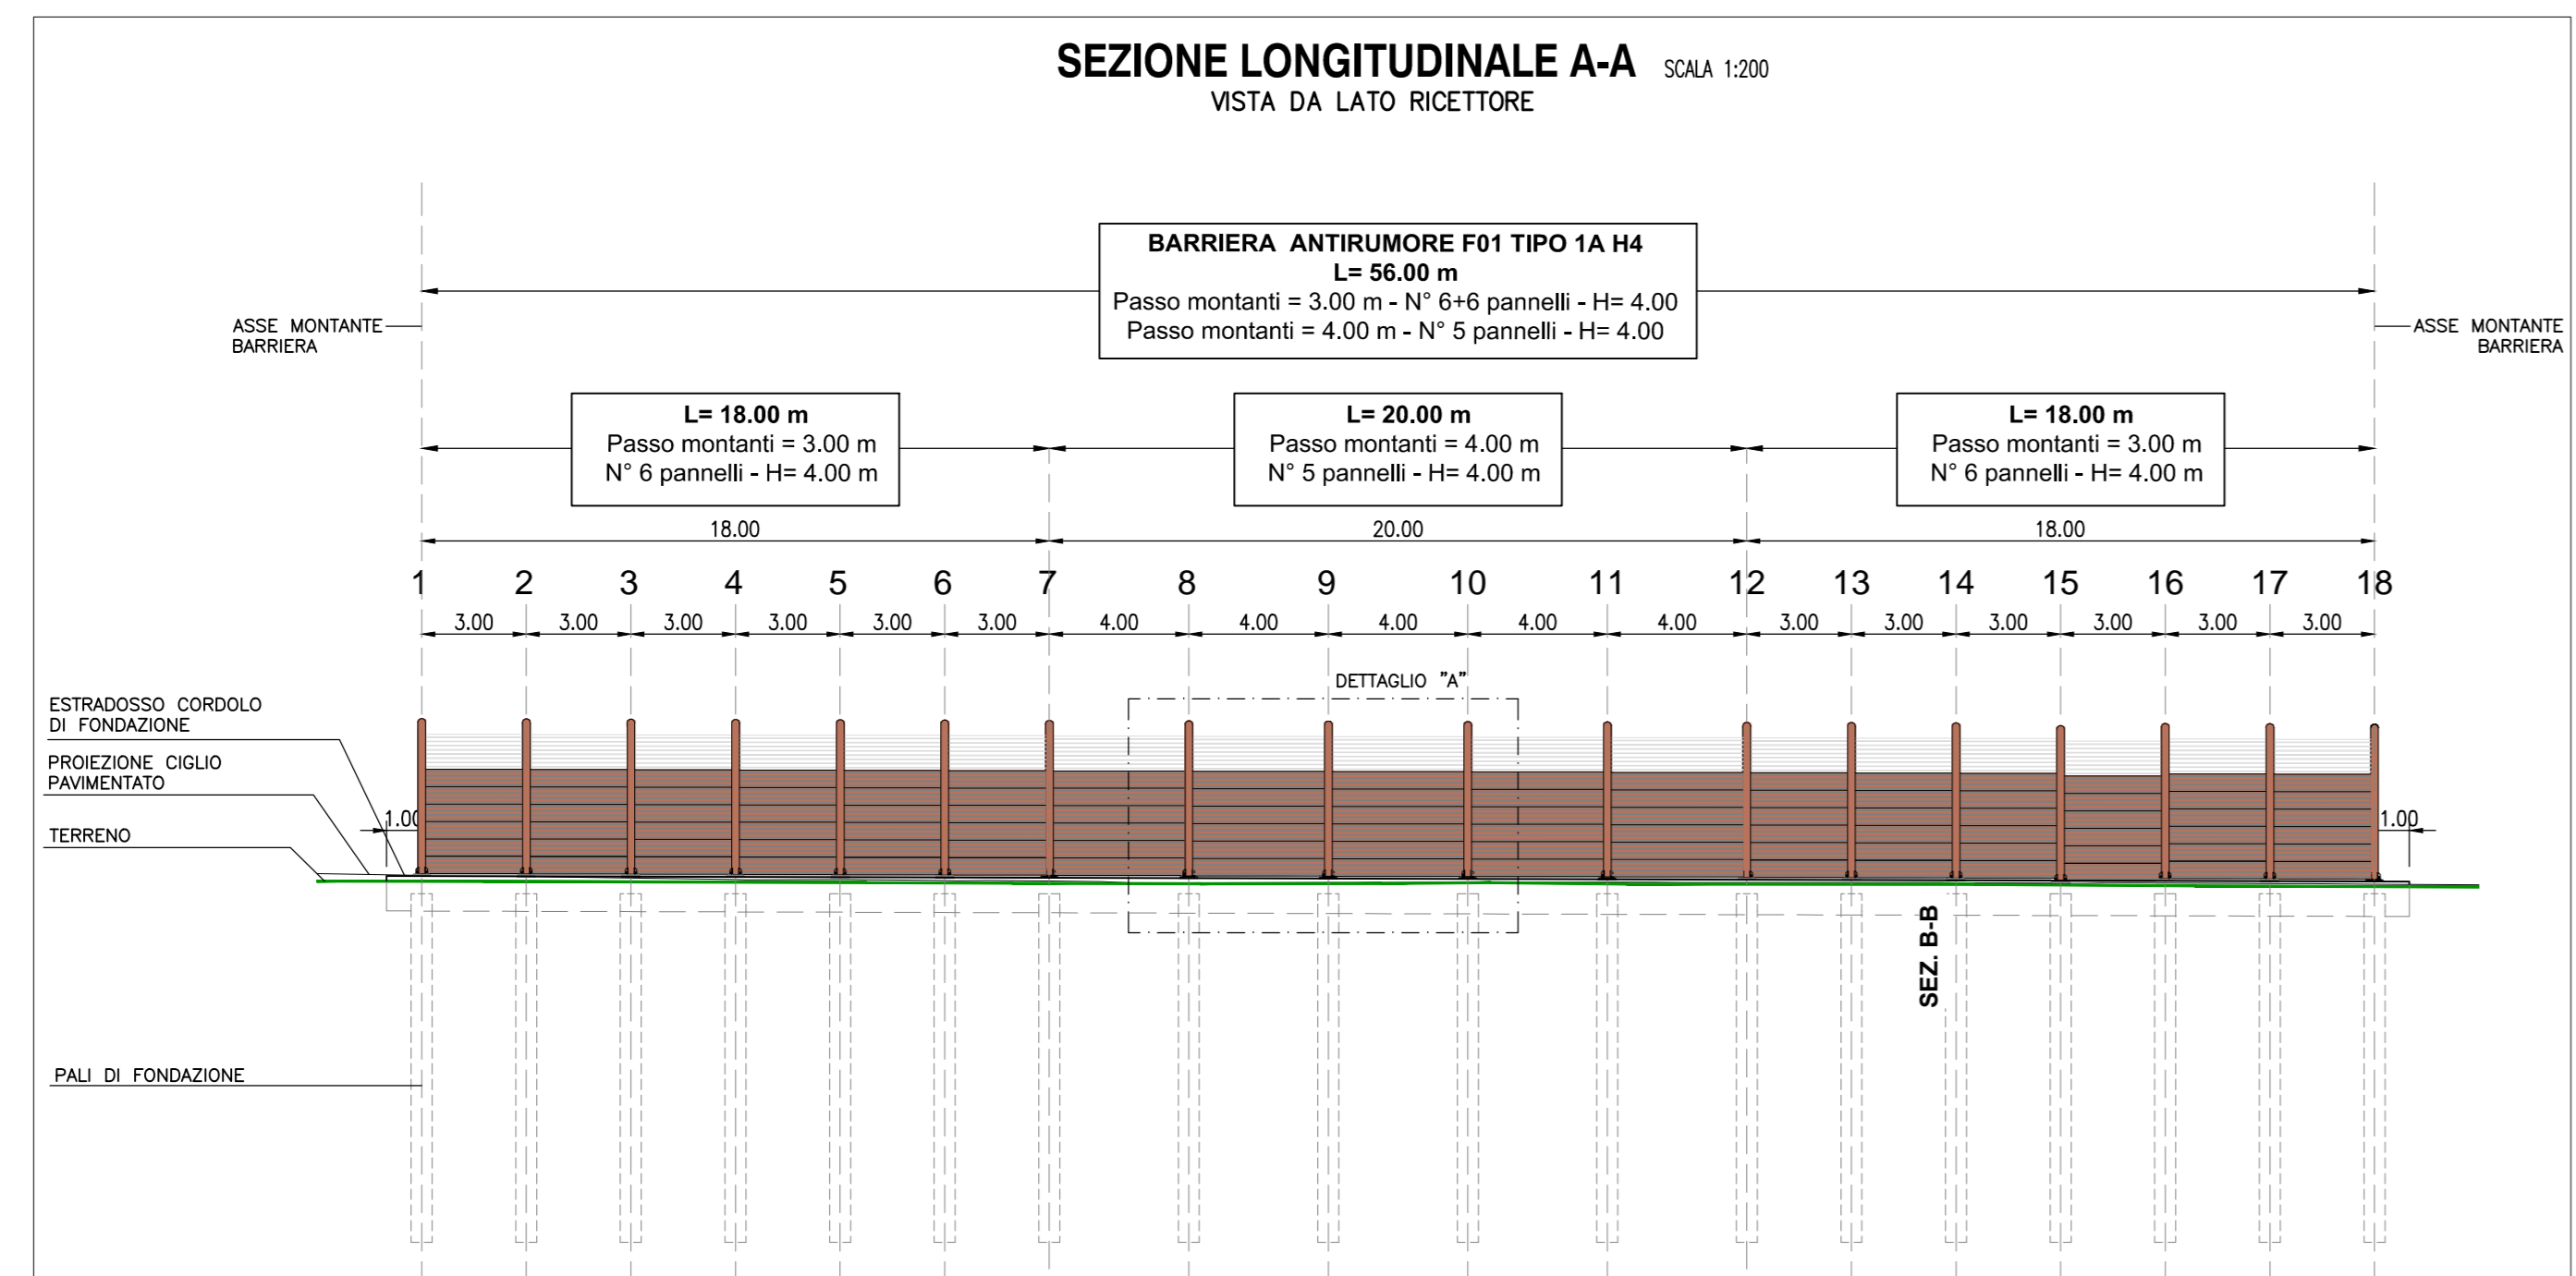 SEZIONE LONGITUDINALE A-A SCALA 1:200
VISTA DA LATO RICETTORE
BARRIERA ANTIRUMORE F01 TIPO 1A H4
L= 56.00 m
Passo montanti = 3.00 m - N° 6+6 pannelli - H= 4.00
Passo montanti = 4.00 m - N° 5 pannelli - H= 4.00
ASSE MONTANTE
BARRIERA
ASSE MONTANTE
BARRIERA
L= 18.00 m
Passo montanti = 3.00 m
N° 6 pannelli - H= 4.00 m
L= 20.00 m
Passo montanti = 4.00 m
N° 5 pannelli - H= 4.00 m
L= 18.00 m
Passo montanti = 3.00 m
N° 6 pannelli - H= 4.00 m
18.00 20.00 18.00
1 2 3 4 5 6 7 8 9 10 11 12 13 14 15 16 17 18
3.00 3.00 3.00 3.00 3.00 3.00 4.00 4.00 4.00 4.00 4.00 3.00 3.00 3.00 3.00 3.00 3.00
DETTAGLIO "A"
ESTRADOSSO CORDOLO
DI FONDAZIONE
PROIEZIONE CIGLIO
PAVIMENTATO
1.00 1.00
TERRENO
SEZ. B-B
PALI DI FONDAZIONE